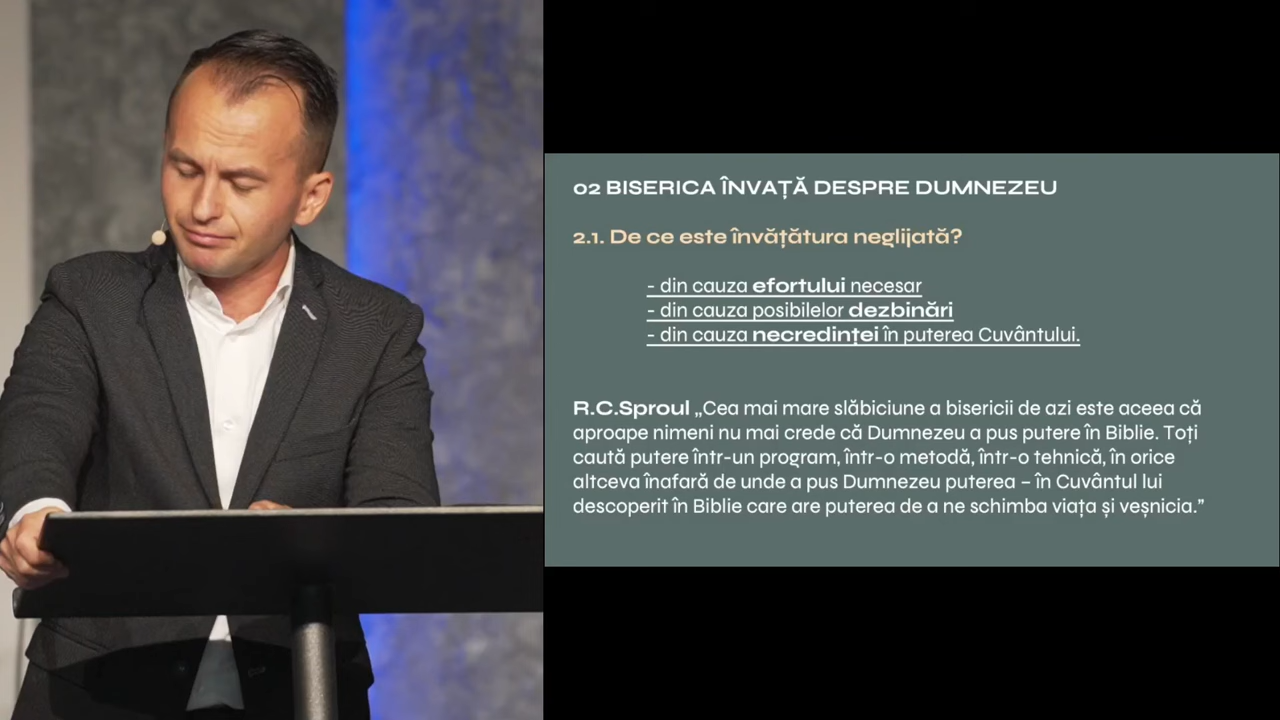 02 BISERICA ÎNVAȚĂ DESPRE DUMNEZEU
2.1. De ce este învățătura neglijată?
- din cauza efortului necesar
- din cauza posibilelor dezbinări
- din cauza necredinței în puterea Cuvântului.
R.C.Sproul „Cea mai mare slăbiciune a bisericii de azi este aceea că
aproape nimeni nu mai crede că Dumnezeu a pus putere în Biblie. Toți
caută putere într-un program, într-o metodă, într-o tehnică, în orice
altceva înafară de unde a pus Dumnezeu puterea – în Cuvântul lui
descoperit în Biblie care are puterea de a ne schimba viața și veșnicia.”